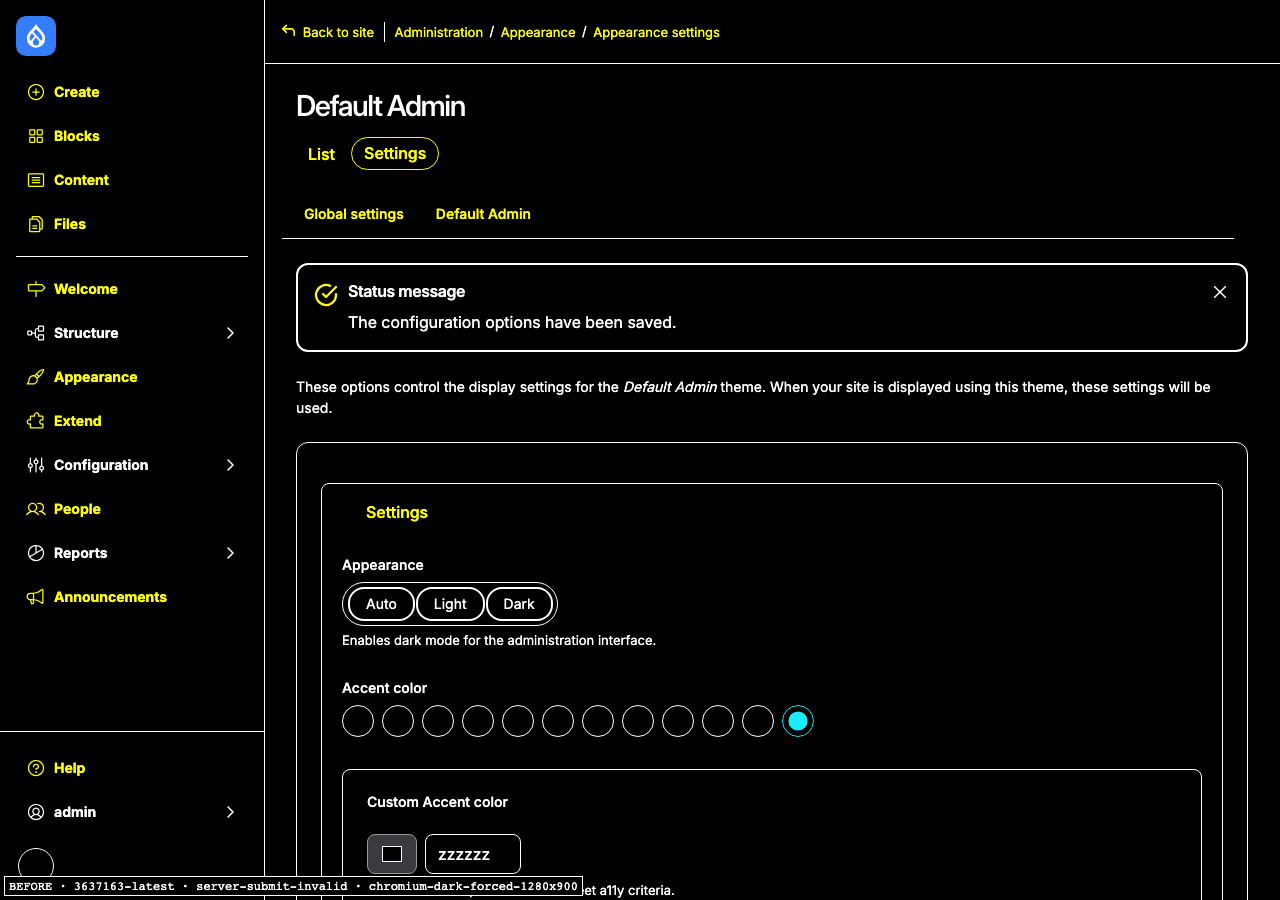 Back to site
Administration / Appearance / Appearance settings
Create
Blocks
Content
Files
Welcome
Structure
Appearance
Extend
Configuration
People
Reports
Announcements
Help
admin
Default Admin
List
Settings
Global settings
Default Admin
Status message
The configuration options have been saved.
These options control the display settings for the Default Admin theme. When your site is displayed using this theme, these settings will be
used.
Settings
Appearance
Auto
Light
Dark
Enables dark mode for the administration interface.
Accent color
Custom Accent color
zzzzzz
a11y criteria.
BEFORE · 3637163-latest · server-submit-invalid · chromium-dark-forced-1280x900